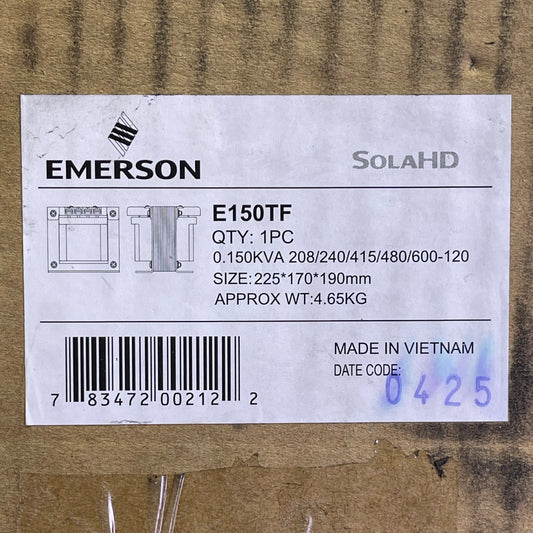 EMERSON
SOLAHD
E150TF
QTY: 1PC
0.150KVA 208/240/415/480/600-120
SIZE: 225*170*190mm
APPROX WT:4.65KG
7 83472 00212 2
MADE IN VIETNAM
DATE CODE: 0425